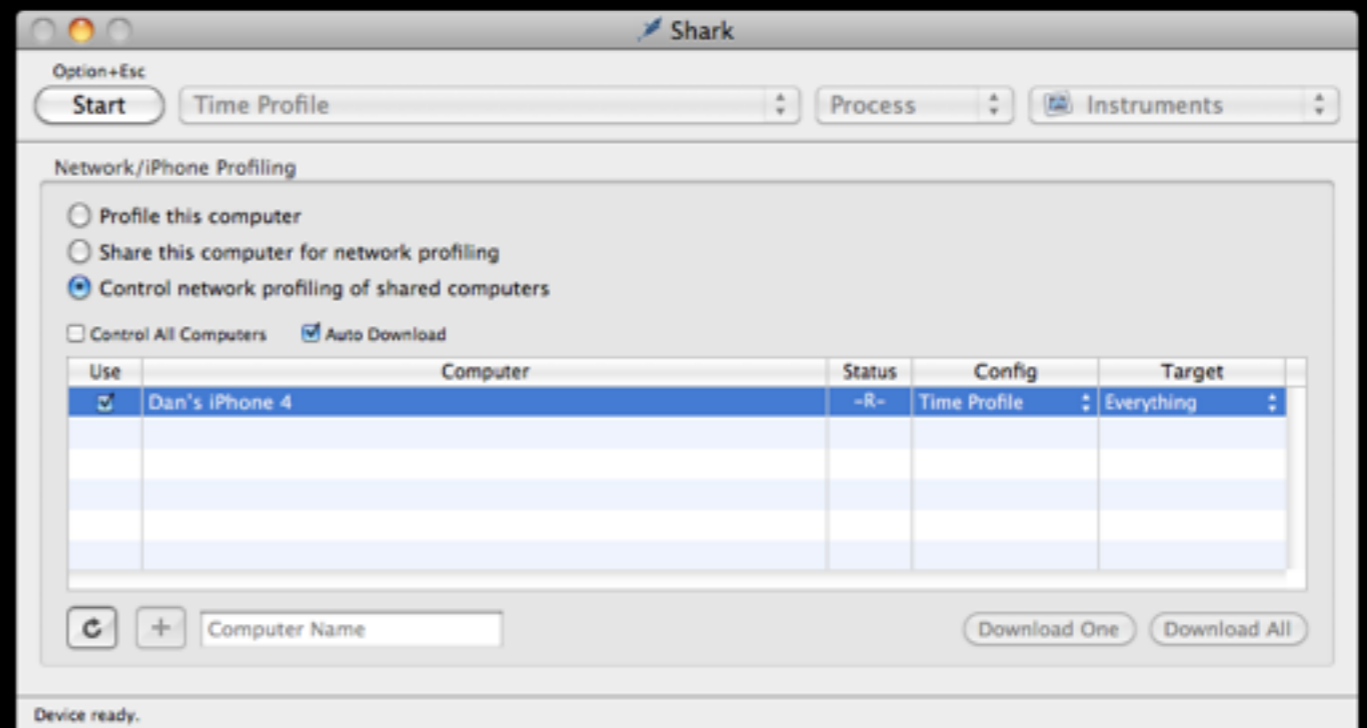 Shark
Option+Esc
Start Time Profile Process Instruments
Network/iPhone Profiling
Profile this computer
Share this computer for network profiling
Control network profiling of shared computers
Control All Computers Auto Download
Use Computer Status Config Target
Dan's iPhone 4 -R- Time Profile Everything
+ Computer Name Download One Download All
Device ready.